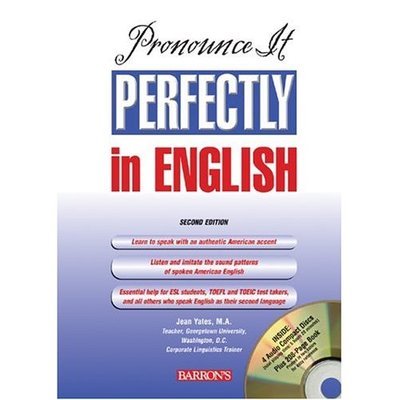 Pronounce It
PERFECTLY
in ENGLISH
SECOND EDITION
Learn to speak with an authentic American accent
Listen and imitate the sound patterns
of spoken American English
Essential help for ESL students, TOEFL and TOEIC test takers,
and all others who speak English as their second language
Jean Yates, M.A.
Teacher, Georgetown University,
Washington, D.C.
Corporate Linguistics Trainer
INSIDE:
4 Audio Compact Discs
Plus 208-Page Book
BARRON'S